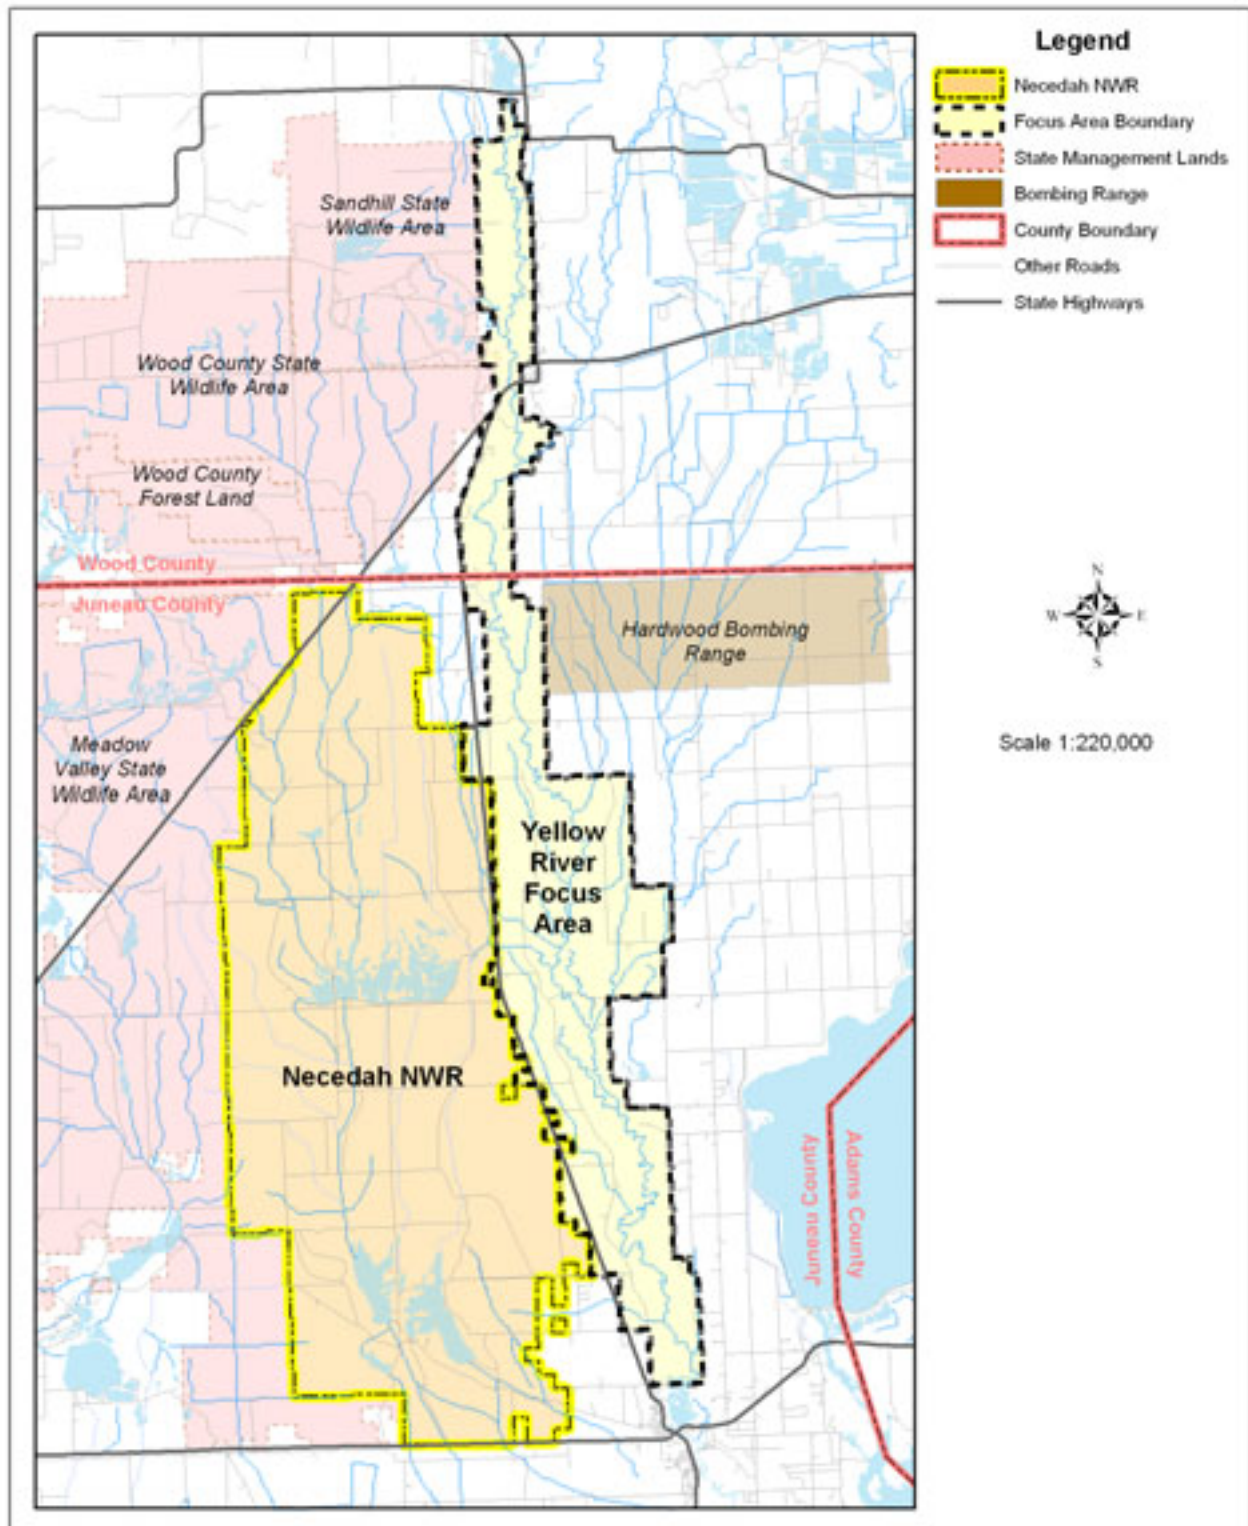 Legend
Necedah NWR
Focus Area Boundary
State Management Lands
Bombing Range
County Boundary
Other Roads
State Highways
Sandhill State
Wildlife Area
Wood County State
Wildlife Area
Wood County
Forest Land
Wood County
Juneau County
Hardwood Bombing
Range
N
W
E
S
Scale 1:220,000
Meadow
Valley State
Wildlife Area
Yellow
River
Focus
Area
Necedah NWR
Juneau County
Adams County